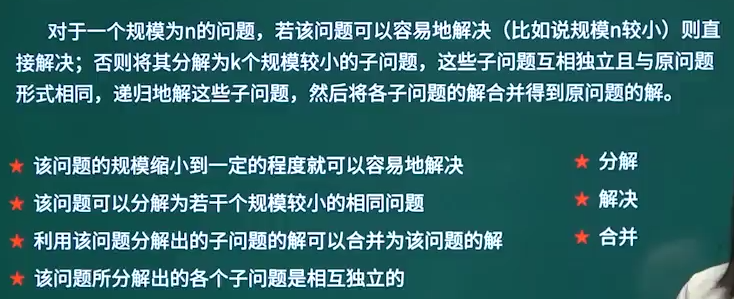 对于一个规模为n的问题，若该问题可以容易地解决（比如说规模n较小）则直
接解决；否则将其分解为k个规模较小的子问题，这些子问题互相独立且与原问题
形式相同，递归地解这些子问题，然后将各子问题的解合并得到原问题的解。
★ 该问题的规模缩小到一定的程度就可以容易地解决
★ 该问题可以分解为若干个规模较小的相同问题
★ 利用该问题分解出的子问题的解可以合并为该问题的解
★ 该问题所分解出的各个子问题是相互独立的
★ 分解
★ 解决
★ 合并